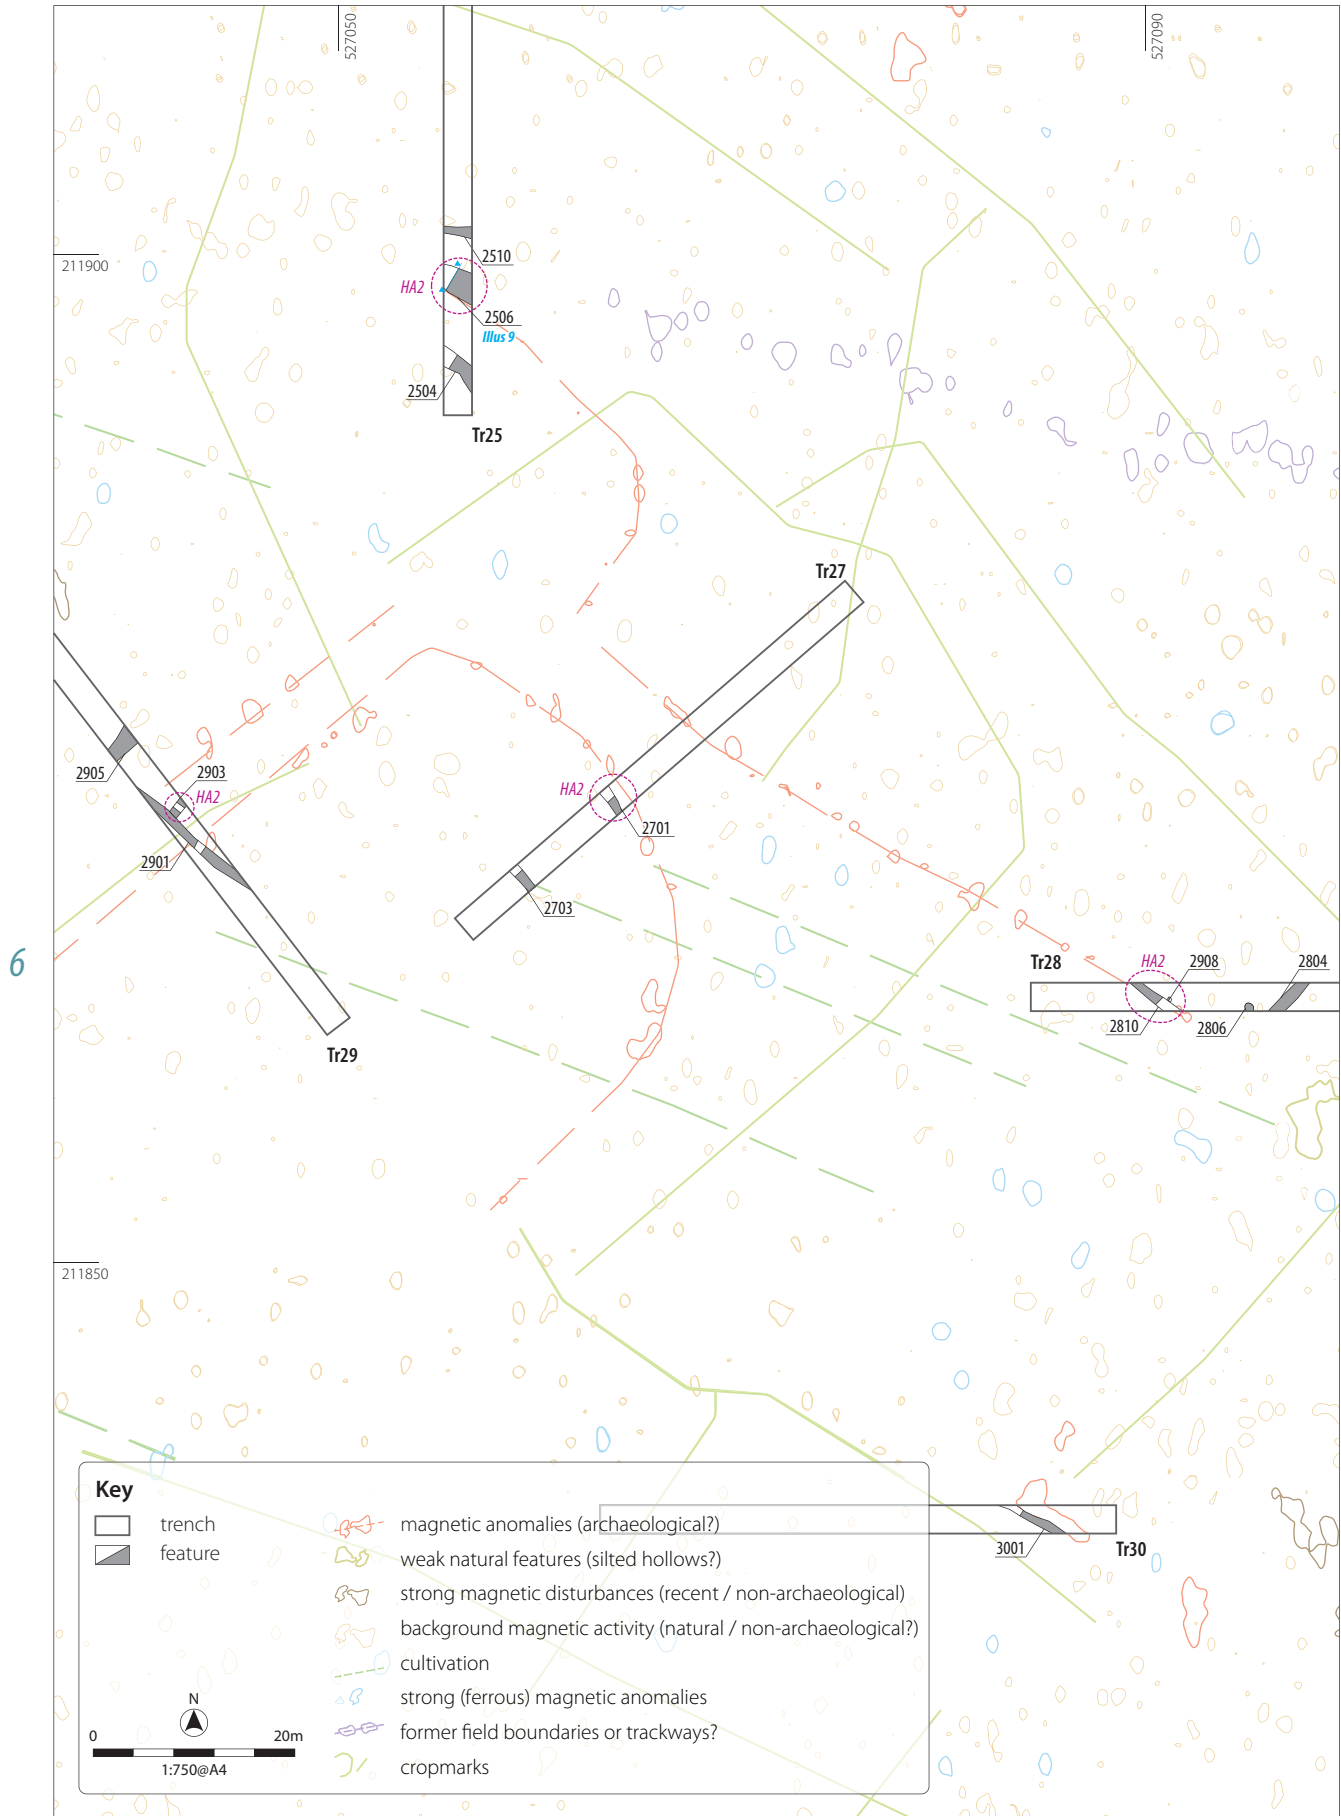 527050
527090
211900
2510
HA2
2506
Illus 9
2504
Tr25
Tr27
2905
2903
HA2
HA2
2701
2901
2703
6
Tr28
HA2
2908
2804
2810
2806
Tr29
211850
Key
trench
feature
magnetic anomalies (archaeological?)
weak natural features (silted hollows?)
strong magnetic disturbances (recent / non-archaeological)
background magnetic activity (natural / non-archaeological?)
cultivation
strong (ferrous) magnetic anomalies
former field boundaries or trackways?
cropmarks
N
0 20m
1:750@A4
3001
Tr30